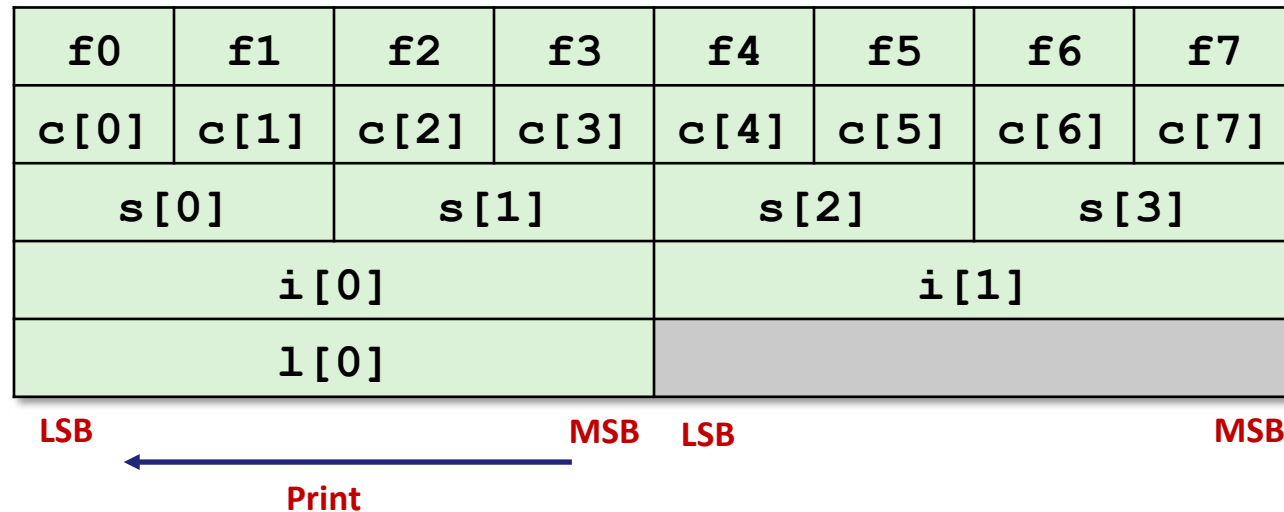 f0 f1 f2 f3 f4 f5 f6 f7
c[0] c[1] c[2] c[3] c[4] c[5] c[6] c[7]
s[0] s[1] s[2] s[3]
i[0] i[1]
l[0]
LSB MSB LSB MSB
Print